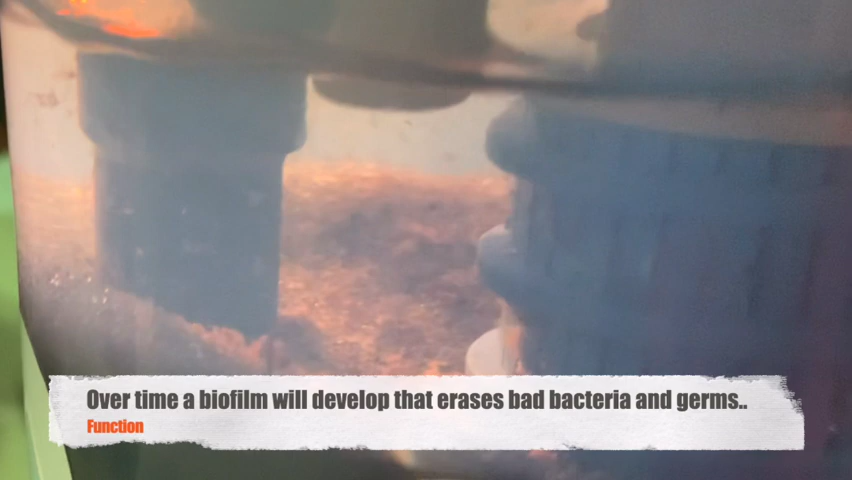 Over time a biofilm will develop that erases bad bacteria and germs..
Function